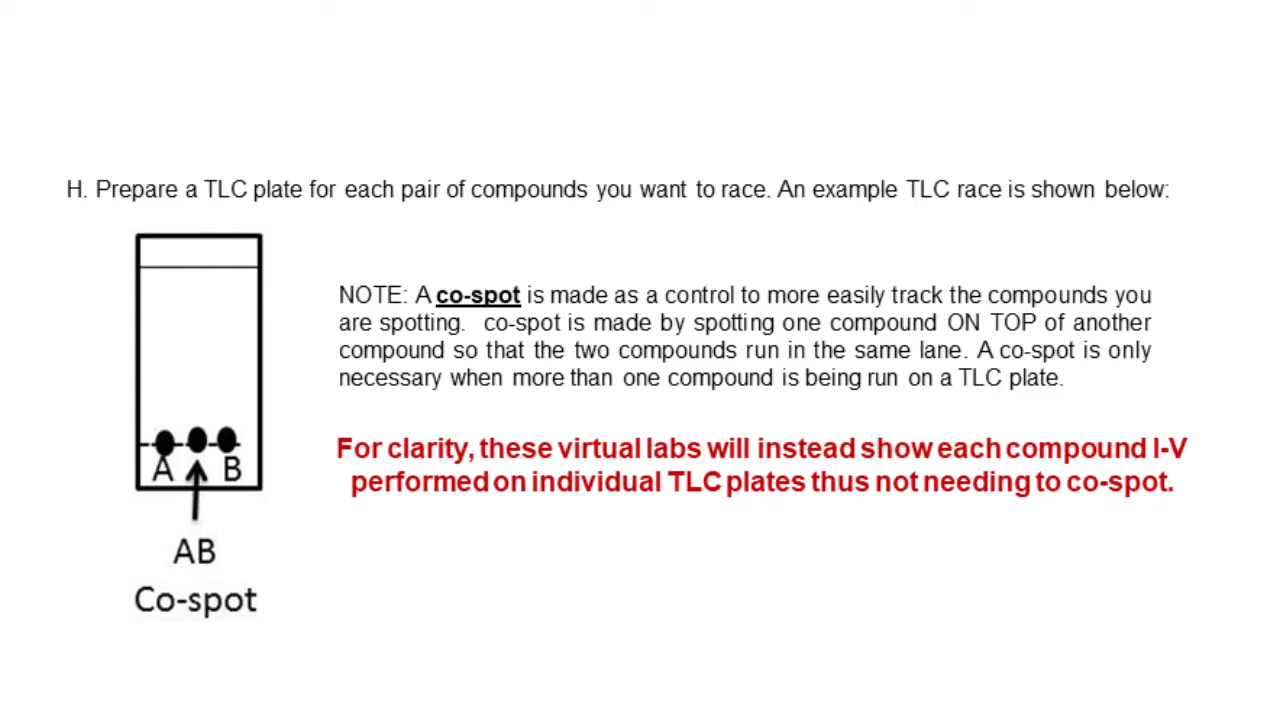 H. Prepare a TLC plate for each pair of compounds you want to race. An example TLC race is shown below:
NOTE: A co-spot is made as a control to more easily track the compounds you
are spotting. co-spot is made by spotting one compound ON TOP of another
compound so that the two compounds run in the same lane. A co-spot is only
necessary when more than one compound is being run on a TLC plate.
For clarity, these virtual labs will instead show each compound I-V
performed on individual TLC plates thus not needing to co-spot.
A B
AB
Co-spot